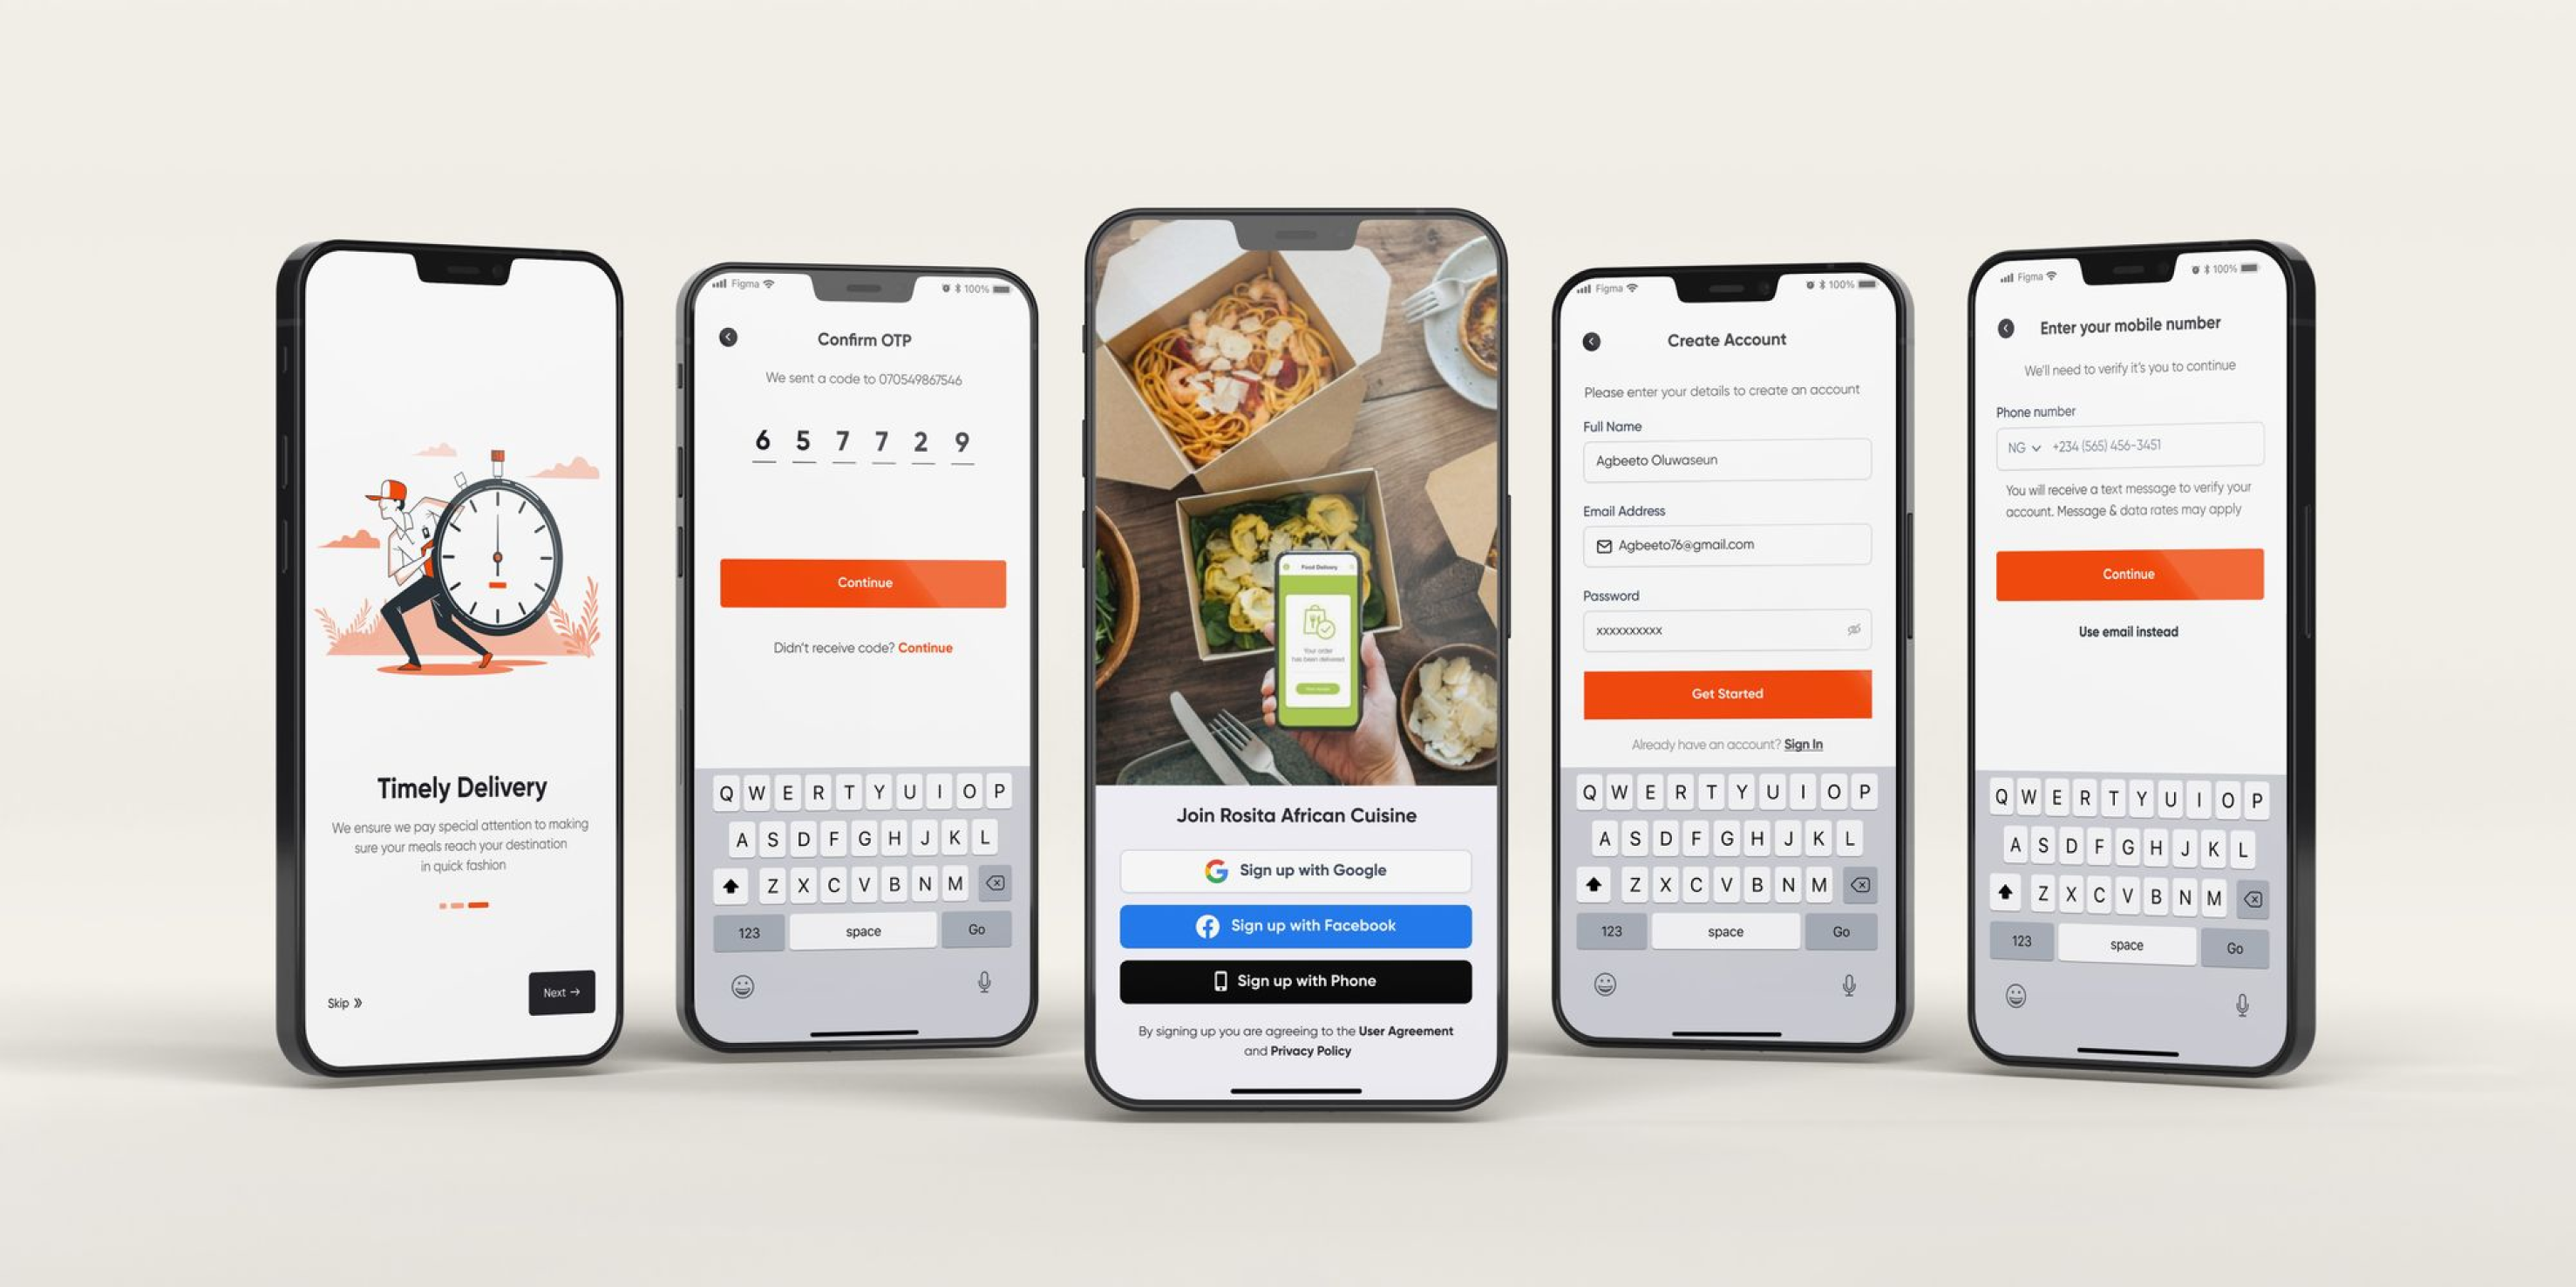 Timely Delivery
We ensure we pay special attention to making
sure your meals reach your destination
in quick fashion
Skip
Next →
Figma
100%
Confirm OTP
We sent a code to 070549867546
6 5 7 7 2 9
Continue
Didn't receive code? Continue
Q W E R T Y U I O P
A S D F G H J K L
Z X C V B N M
123 space Go
Food Delivery
Your order
has been delivered
Join Rosita African Cuisine
Sign up with Google
Sign up with Facebook
Sign up with Phone
By signing up you are agreeing to the User Agreement
and Privacy Policy
Figma
100%
Create Account
Please enter your details to create an account
Full Name
Agbeeto Oluwaseun
Email Address
Agbeeto76@gmail.com
Password
xxxxxxxxxx
Get Started
Already have an account? Sign In
Q W E R T Y U I O P
A S D F G H J K L
Z X C V B N M
123 space Go
Figma
100%
Enter your mobile number
We'll need to verify it's you to continue
Phone number
NG +234 (565) 456-3451
You will receive a text message to verify your
account. Message & data rates may apply
Continue
Use email instead
Q W E R T Y U I O P
A S D F G H J K L
Z X C V B N M
123 space Go